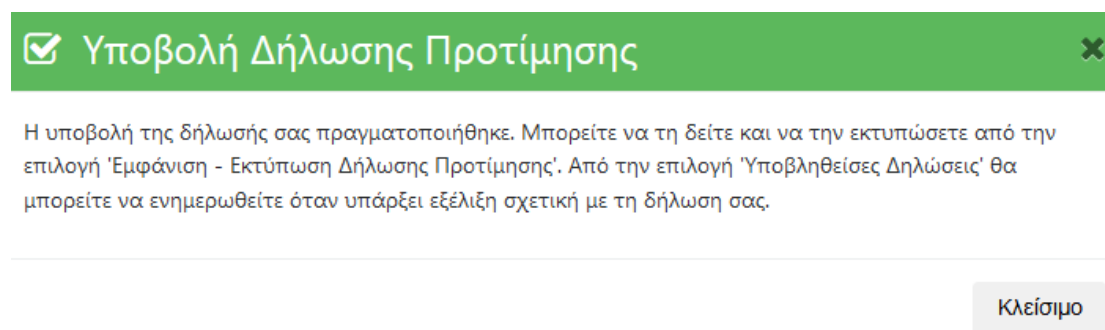 Υποβολή Δήλωσης Προτίμησης
Η υποβολή της δήλωσής σας πραγματοποιήθηκε. Μπορείτε να τη δείτε και να την εκτυπώσετε από την
επιλογή 'Εμφάνιση - Εκτύπωση Δήλωσης Προτίμησης'. Από την επιλογή 'Υποβληθείσες Δηλώσεις' θα
μπορείτε να ενημερωθείτε όταν υπάρξει εξέλιξη σχετική με τη δήλωση σας.
Κλείσιμο